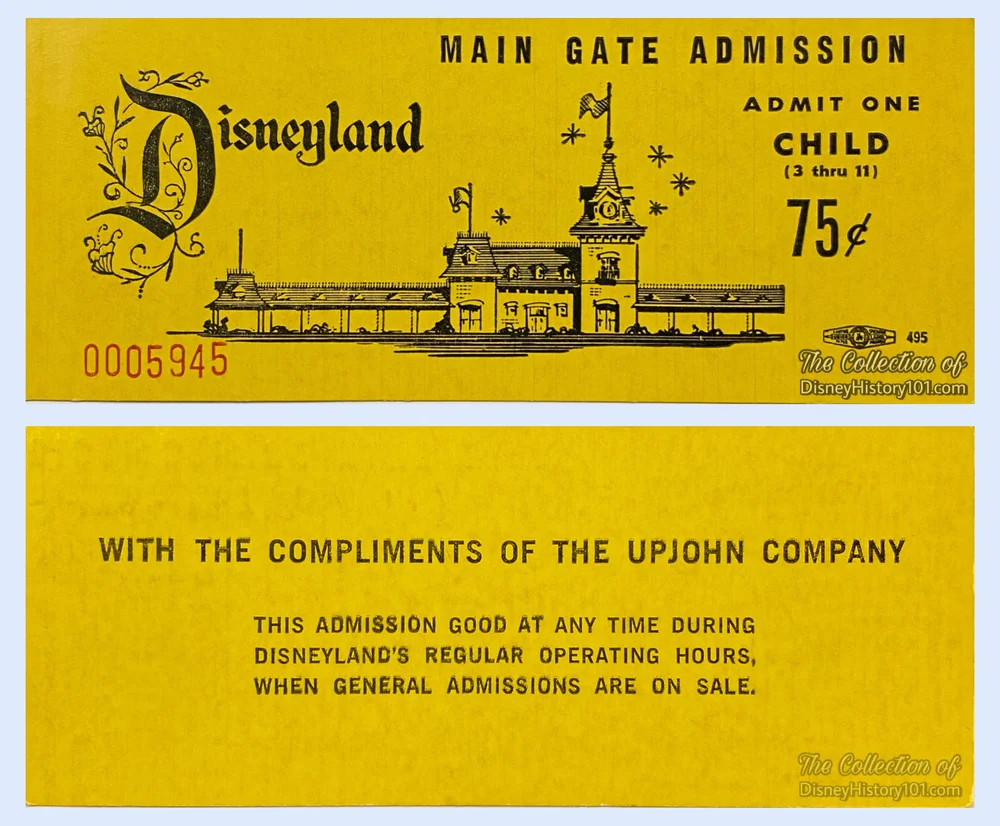 MAIN GATE ADMISSION
Disneyland
ADMIT ONE
CHILD
(3 thru 11)
75¢
0005945
495
The Collection of
DisneyHistory101.com
WITH THE COMPLIMENTS OF THE UPJOHN COMPANY
THIS ADMISSION GOOD AT ANY TIME DURING
DISNEYLAND'S REGULAR OPERATING HOURS,
WHEN GENERAL ADMISSIONS ARE ON SALE.
The Collection of
DisneyHistory101.com